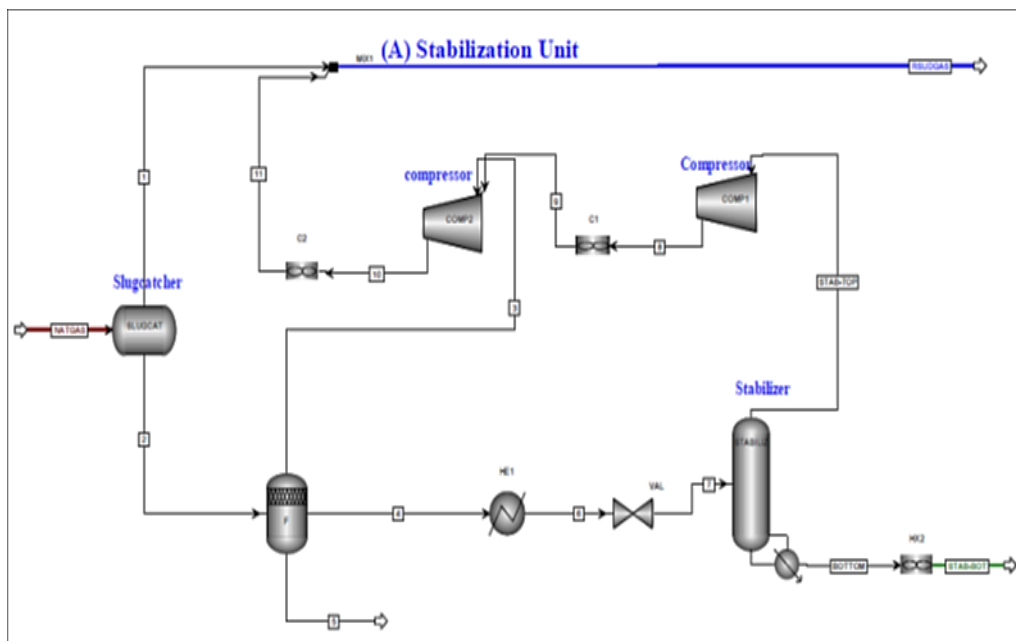 (A) Stabilization Unit
MIX1
RSUDGAS
1
11
compressor
COMP2
9
C1
Compressor
COMP1
8
C2
10
3
STAB-TOP
Slugcatcher
SLUGCAT
NATGAS
2
Stabilizer
STABILIZ
HE1
VAL
F
4
6
7
HX2
BOTTOM
STAB-BOT
5